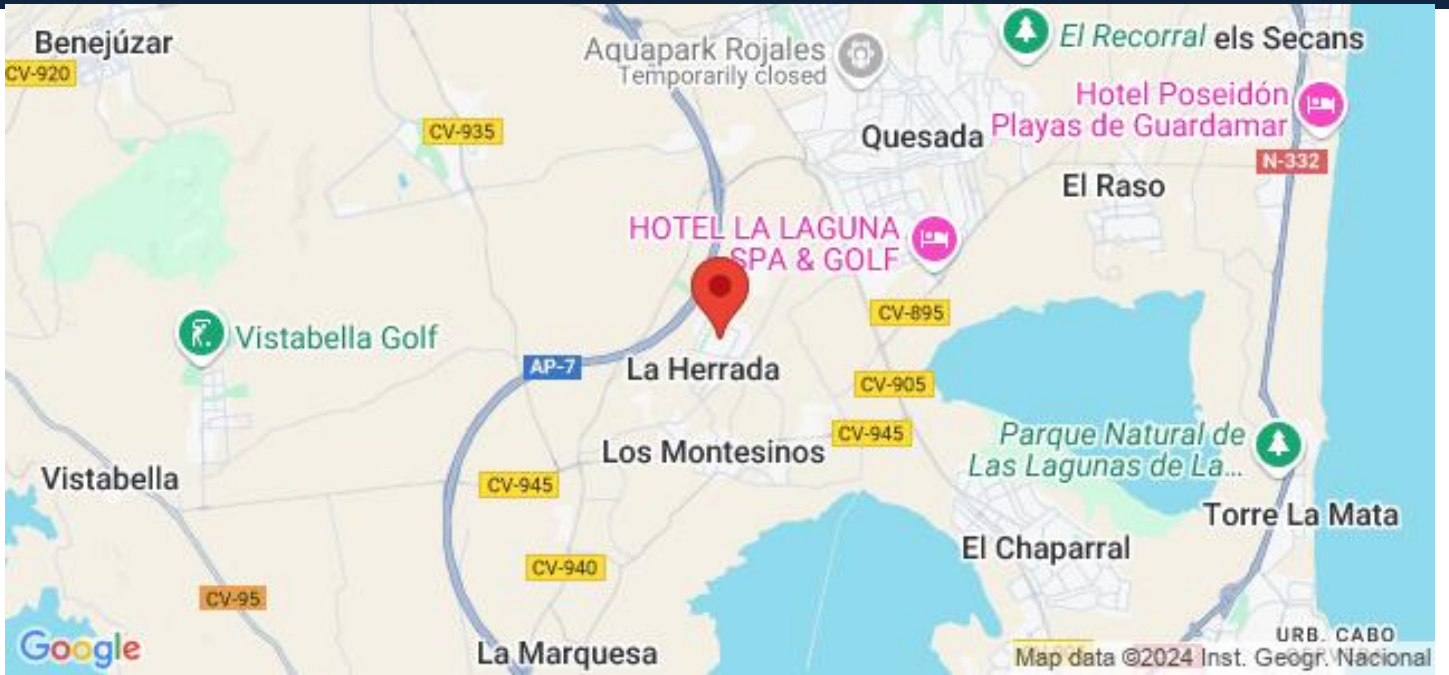 Benejúzar
CV-920
Aquapark Rojales
Temporarily closed
El Recorral
els Secans
Hotel Poseidón
Playas de Guardamar
CV-935
Quesada
N-332
El Raso
HOTEL LA LAGUNA
SPA & GOLF
CV-895
Vistabella Golf
AP-7
La Herrada
CV-905
CV-945
Parque Natural de
Las Lagunas de La...
Los Montesinos
Vistabella
CV-945
Torre La Mata
El Chaparral
CV-940
CV-95
URB. CABO
Google
La Marquesa
Map data ©2024 Inst. Geogr. Nacional